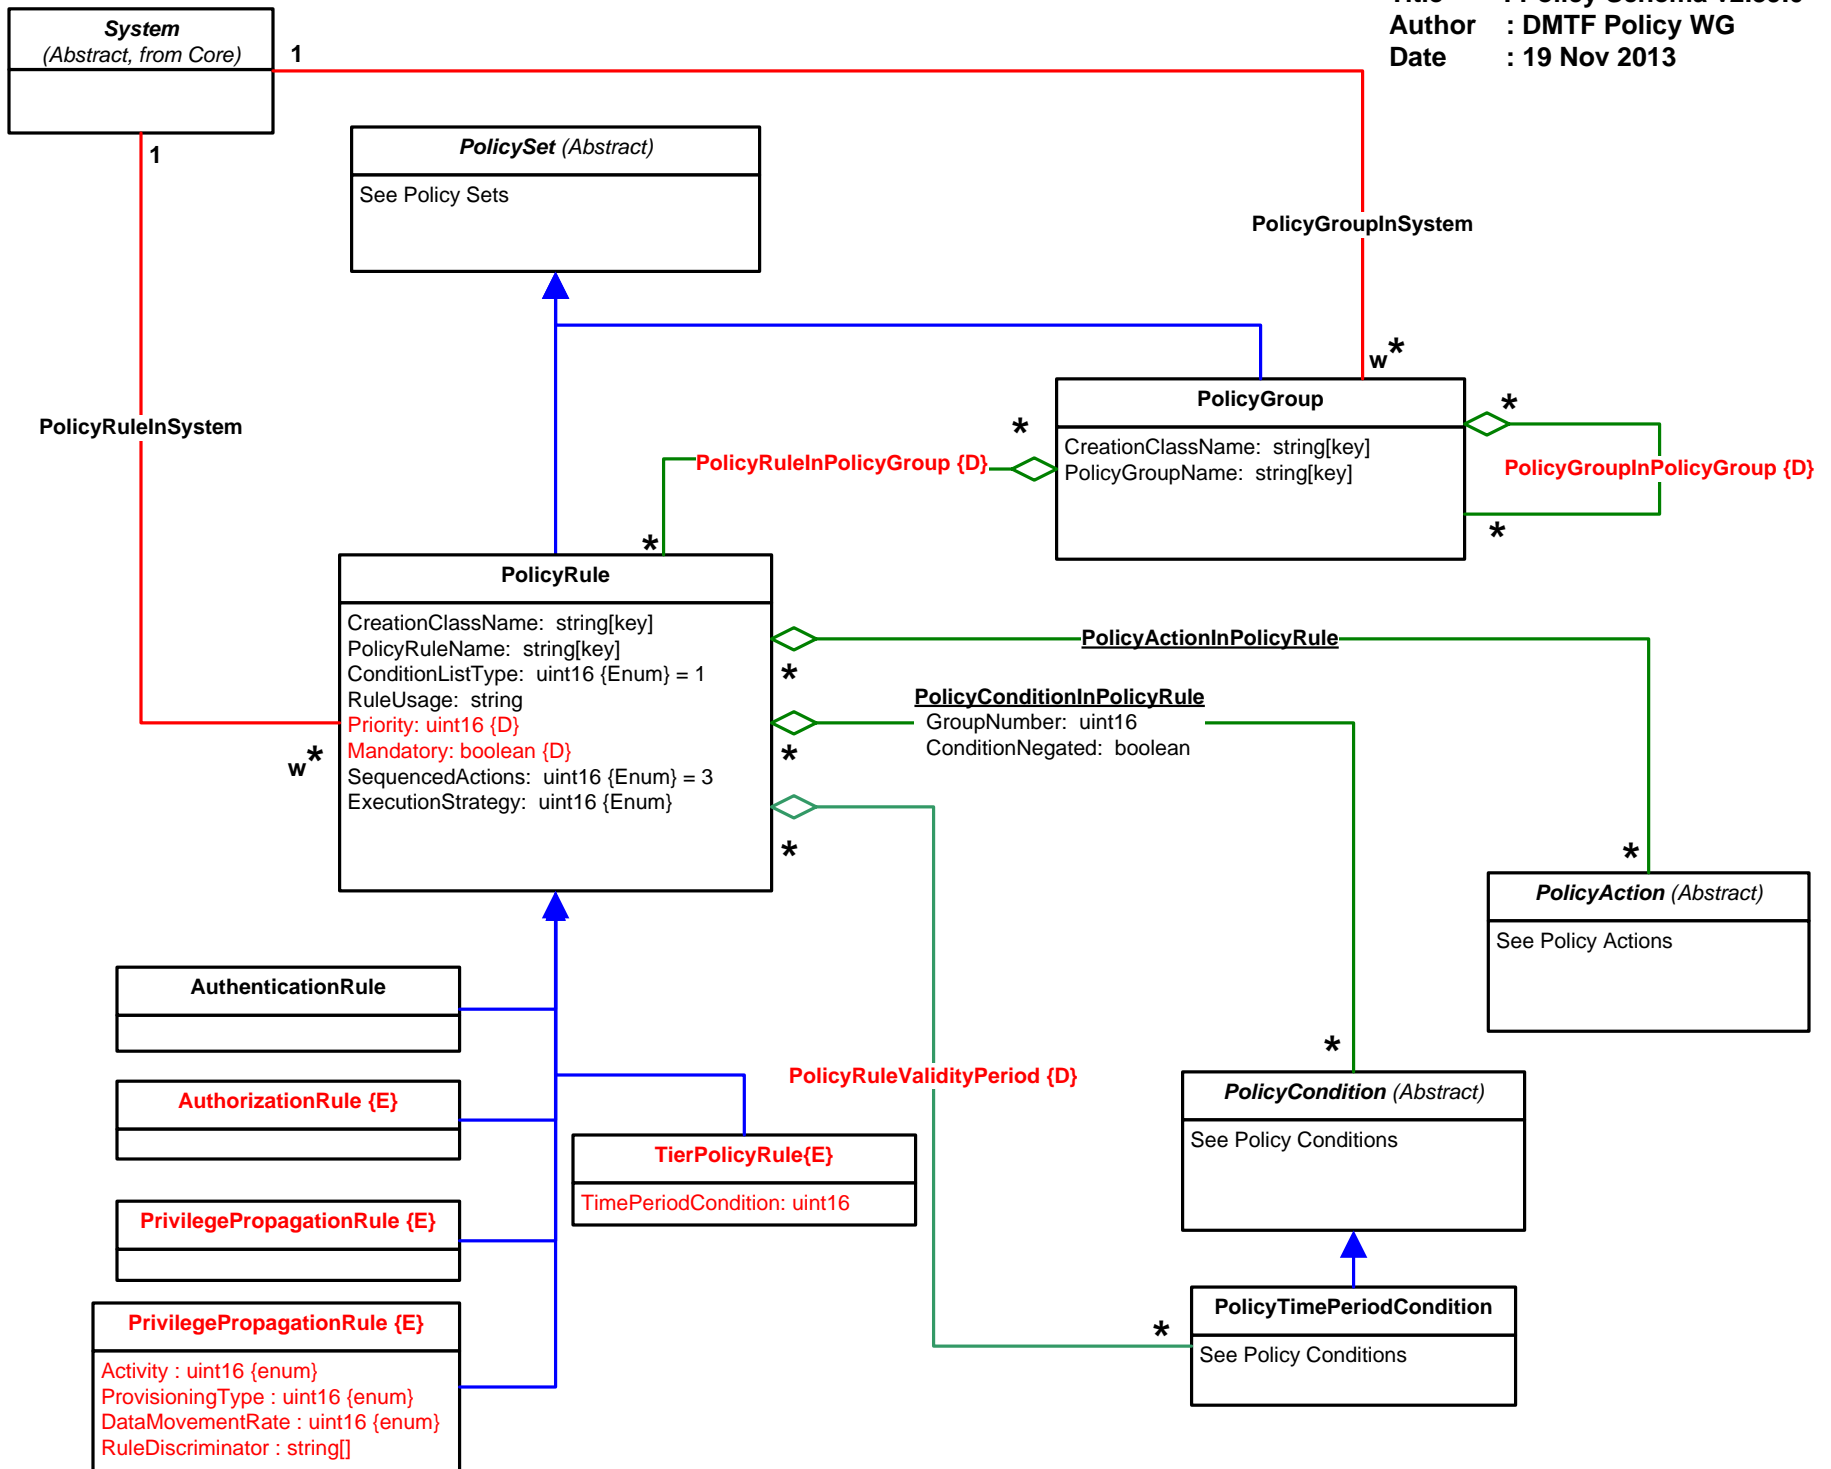 Author : DMTF Policy WG
Date : 19 Nov 2013
System
(Abstract, from Core)
1
1
PolicySet (Abstract)
See Policy Sets
PolicyGroupInSystem
w*
PolicyRuleInSystem
PolicyGroup
CreationClassName: string[key]
PolicyGroupName: string[key]
*
PolicyRuleInPolicyGroup {D}
*
*
PolicyGroupInPolicyGroup {D}
*
PolicyRule
CreationClassName: string[key]
PolicyRuleName: string[key]
ConditionListType: uint16 {Enum} = 1
RuleUsage: string
Priority: uint16 {D}
Mandatory: boolean {D}
SequencedActions: uint16 {Enum} = 3
ExecutionStrategy: uint16 {Enum}
w*
PolicyActionInPolicyRule
*
PolicyConditionInPolicyRule
GroupNumber: uint16
ConditionNegated: boolean
*
*
*
PolicyAction (Abstract)
See Policy Actions
AuthenticationRule
AuthorizationRule {E}
PrivilegePropagationRule {E}
PrivilegePropagationRule {E}
Activity : uint16 {enum}
ProvisioningType : uint16 {enum}
DataMovementRate : uint16 {enum}
RuleDiscriminator : string[]
TierPolicyRule{E}
TimePeriodCondition: uint16
PolicyRuleValidityPeriod {D}
*
PolicyCondition (Abstract)
See Policy Conditions
*
PolicyTimePeriodCondition
See Policy Conditions